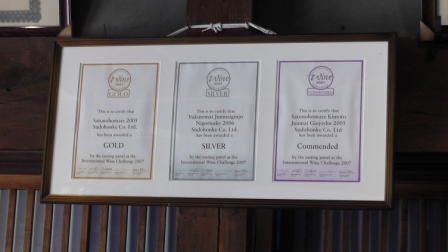 Wine
GOLD
This is to certify that
Sudohonke Co. Ltd.
has been awarded a
GOLD
by the tasting panel at the
International Wine Challenge 2007
Wine
SILVER
This is to certify that
Sudohonke Co. Ltd.
has been awarded a
SILVER
by the tasting panel at the
International Wine Challenge 2007
Wine
This is to certify that
Sudohonke Co. Ltd
has been awarded a
Commended
by the tasting panel at the
International Wine Challenge 2007